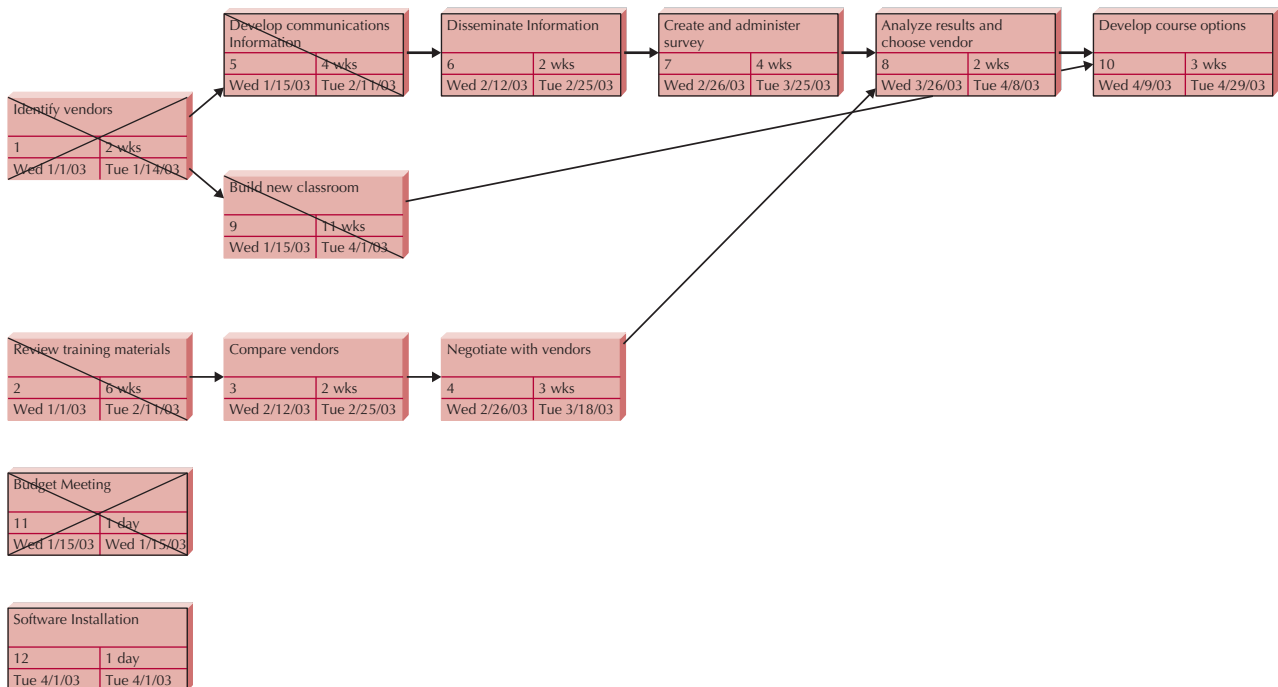 Develop communications
Information
5 4 wks
Wed 1/15/03 Tue 2/11/03
Disseminate Information
6 2 wks
Wed 2/12/03 Tue 2/25/03
Create and administer
survey
7 4 wks
Wed 2/26/03 Tue 3/25/03
Analyze results and
choose vendor
8 2 wks
Wed 3/26/03 Tue 4/8/03
Develop course options
10 3 wks
Wed 4/9/03 Tue 4/29/03
Identify vendors
1 2 wks
Wed 1/1/03 Tue 1/14/03
Build new classroom
9 11 wks
Wed 1/15/03 Tue 4/1/03
Review training materials
2 6 wks
Wed 1/1/03 Tue 2/11/03
Compare vendors
3 2 wks
Wed 2/12/03 Tue 2/25/03
Negotiate with vendors
4 3 wks
Wed 2/26/03 Tue 3/18/03
Budget Meeting
11 1 day
Wed 1/15/03 Wed 1/15/03
Software Installation
12 1 day
Tue 4/1/03 Tue 4/1/03